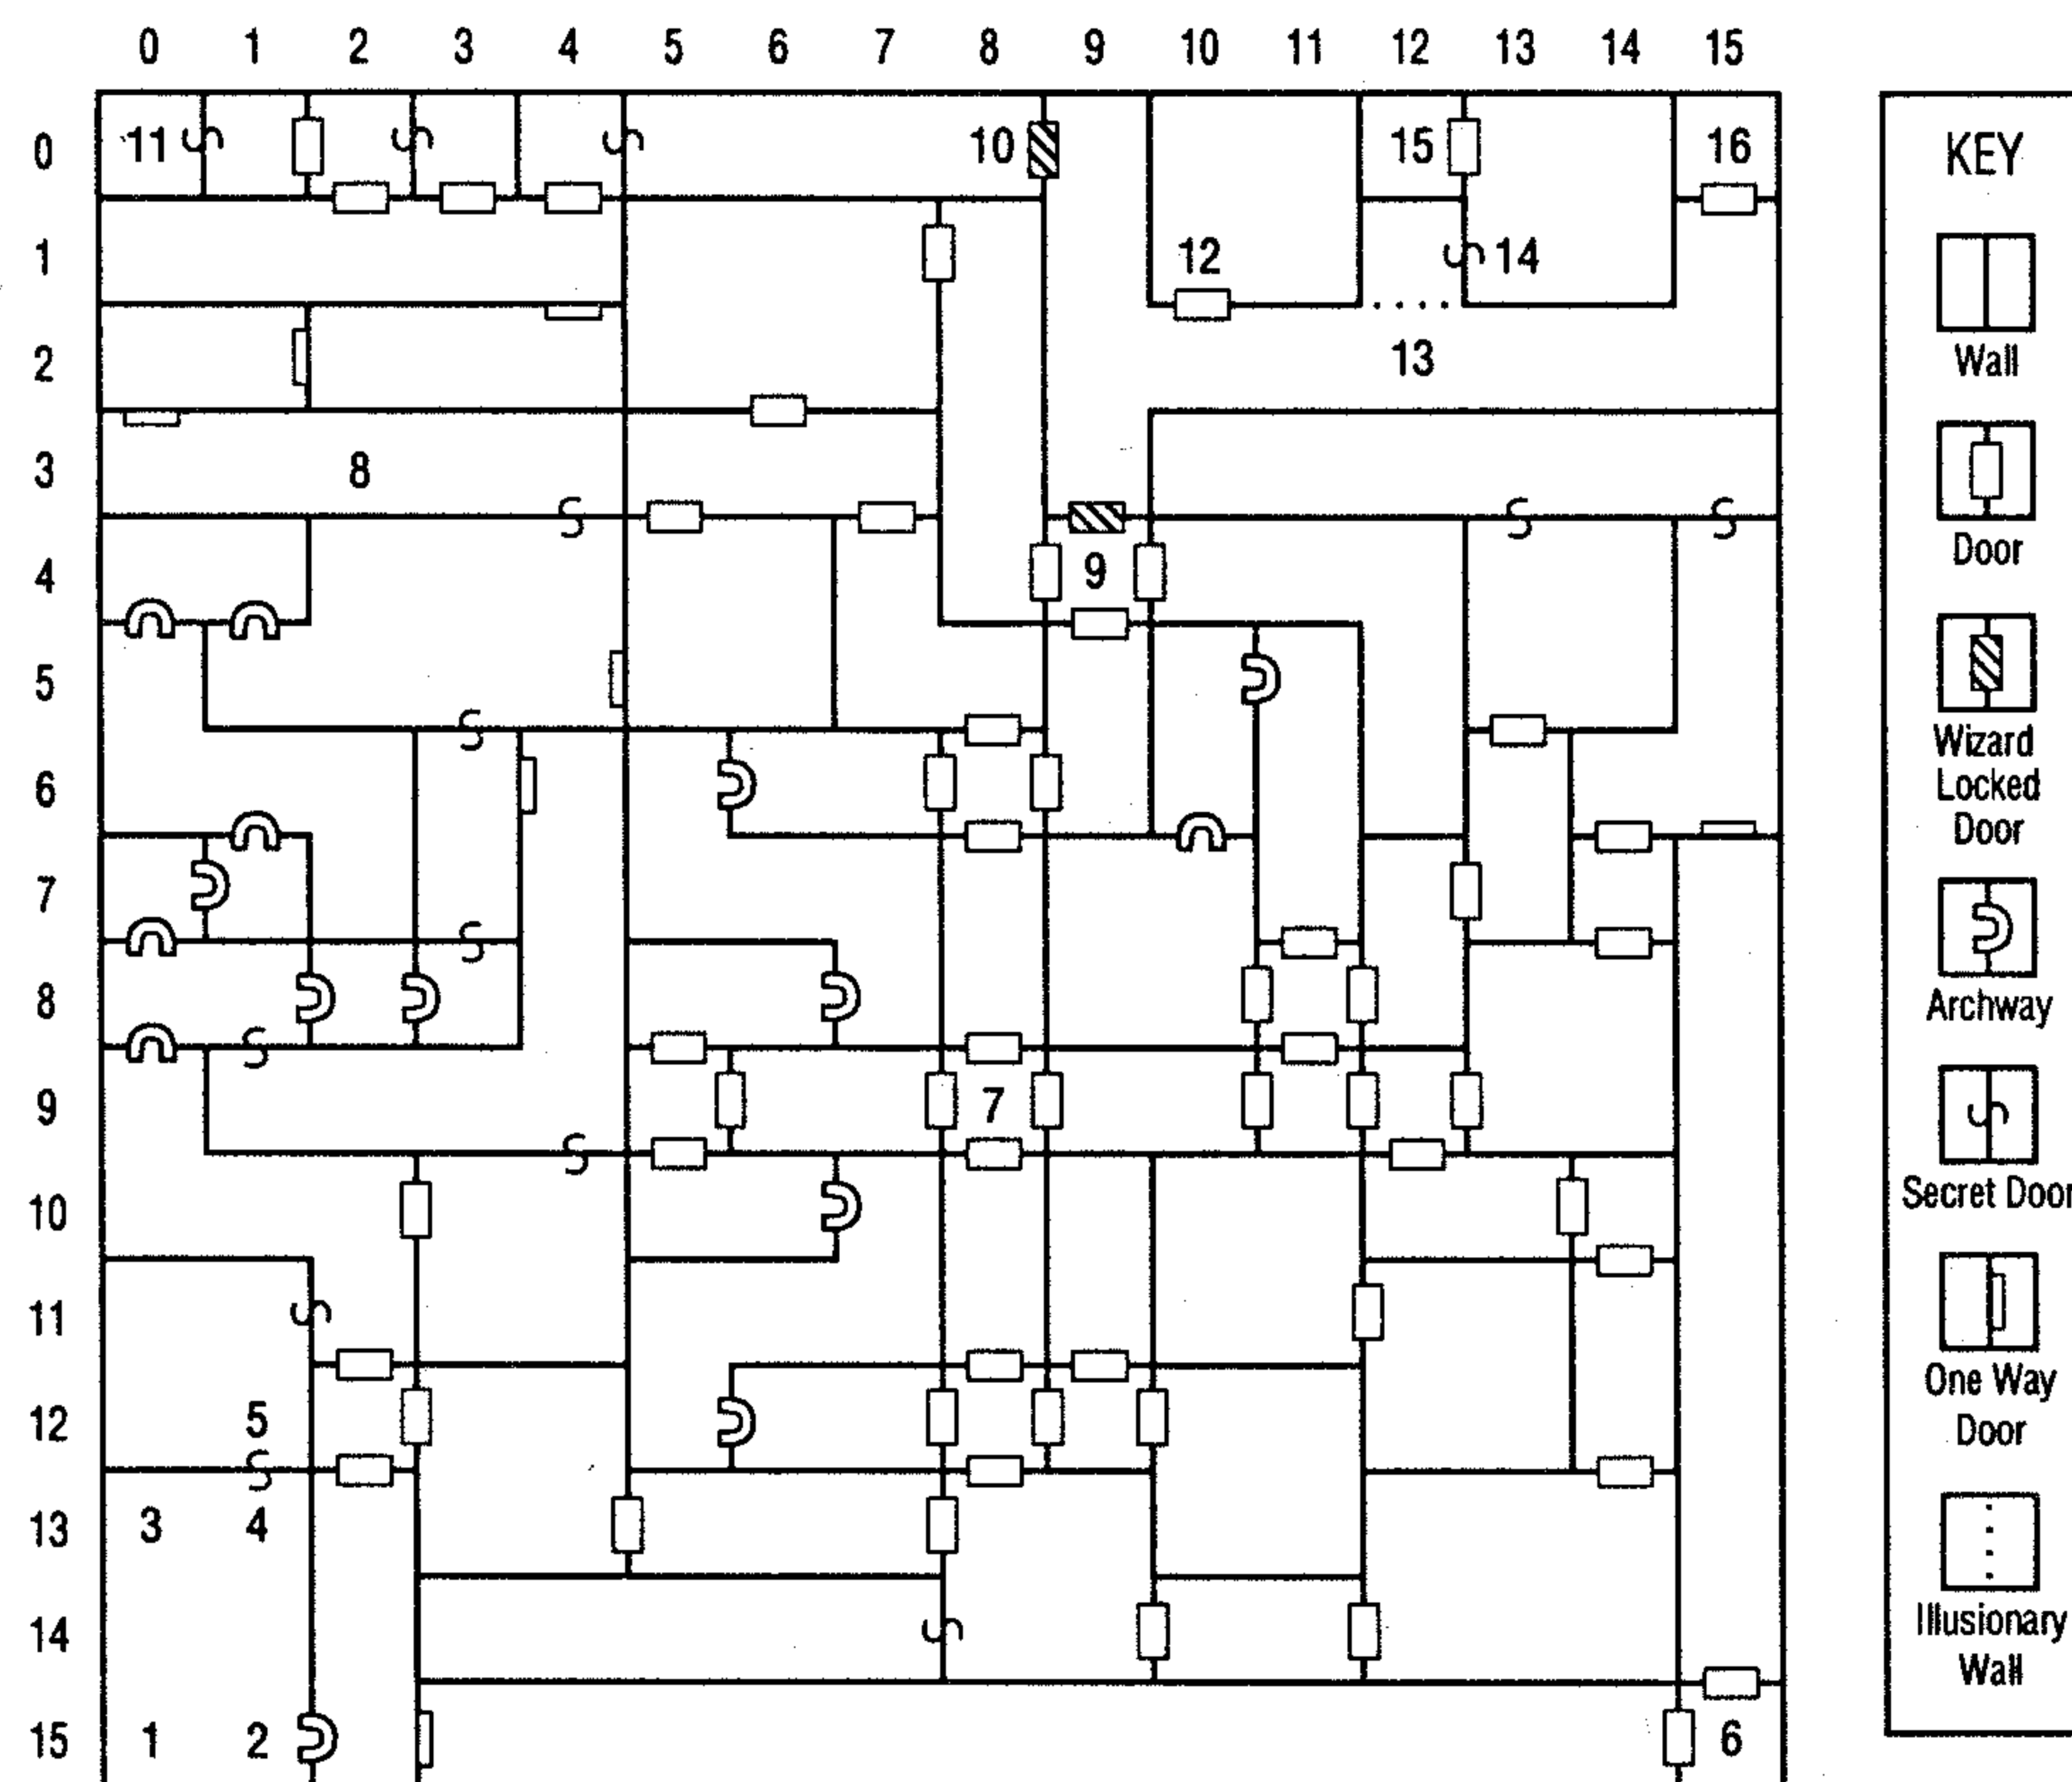 0 1 2 3 4 5 6 7 8 9 10 11 12 13 14 15
0 11 10 15 16
1 12 14
2 13
3 8
4 9
5
6
7
8
9 7
10
11
12 5
13 3 4
14
15 1 2 6
KEY
Wall
Door
Wizard
Locked
Door
Archway
Secret Door
One Way
Door
Illusionary
Wall